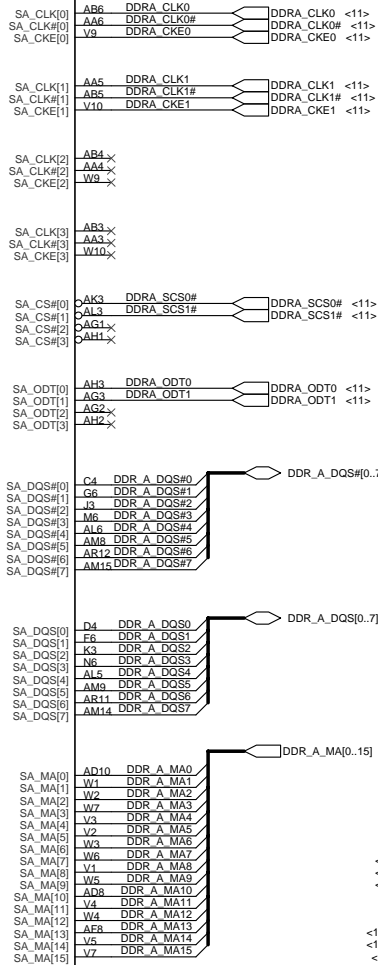 SA_CLK[0] AB6 DDRA_CLK0 DDRA_CLK0 <11>
SA_CLK#[0] AA6 DDRA_CLK0# DDRA_CLK0# <11>
SA_CKE[0] V9 DDRA_CKE0 DDRA_CKE0 <11>
SA_CLK[1] AA5 DDRA_CLK1 DDRA_CLK1 <11>
SA_CLK#[1] AB5 DDRA_CLK1# DDRA_CLK1# <11>
SA_CKE[1] V10 DDRA_CKE1 DDRA_CKE1 <11>
SA_CLK[2] AB4
SA_CLK#[2] AA4
SA_CKE[2] W9
SA_CLK[3] AB3
SA_CLK#[3] AA3
SA_CKE[3] W10
SA_CS#[0] AK3 DDRA_SCS0# DDRA_SCS0# <11>
SA_CS#[1] AL3 DDRA_SCS1# DDRA_SCS1# <11>
SA_CS#[2] AG1
SA_CS#[3] AH1
SA_ODT[0] AH3 DDRA_ODT0 DDRA_ODT0 <11>
SA_ODT[1] AG3 DDRA_ODT1 DDRA_ODT1 <11>
SA_ODT[2] AG2
SA_ODT[3] AH2
DDR_A_DQS#[0..7
SA_DQS#[0] C4 DDR_A_DQS#0
SA_DQS#[1] G6 DDR_A_DQS#1
SA_DQS#[2] J3 DDR_A_DQS#2
SA_DQS#[3] M6 DDR_A_DQS#3
SA_DQS#[4] AL6 DDR_A_DQS#4
SA_DQS#[5] AM8 DDR_A_DQS#5
SA_DQS#[6] AR12 DDR_A_DQS#6
SA_DQS#[7] AM15 DDR_A_DQS#7
DDR_A_DQS[0..7]
SA_DQS[0] D4 DDR_A_DQS0
SA_DQS[1] F6 DDR_A_DQS1
SA_DQS[2] K3 DDR_A_DQS2
SA_DQS[3] N6 DDR_A_DQS3
SA_DQS[4] AL5 DDR_A_DQS4
SA_DQS[5] AM9 DDR_A_DQS5
SA_DQS[6] AR11 DDR_A_DQS6
SA_DQS[7] AM14 DDR_A_DQS7
DDR_A_MA[0..15]
SA_MA[0] AD10 DDR_A_MA0
SA_MA[1] W1 DDR_A_MA1
SA_MA[2] W2 DDR_A_MA2
SA_MA[3] W7 DDR_A_MA3
SA_MA[4] V3 DDR_A_MA4
SA_MA[5] V2 DDR_A_MA5
SA_MA[6] W3 DDR_A_MA6
SA_MA[7] W6 DDR_A_MA7 <
SA_MA[8] V1 DDR_A_MA8 <
SA_MA[9] W5 DDR_A_MA9 <
SA_MA[10] AD8 DDR_A_MA10
SA_MA[11] V4 DDR_A_MA11
SA_MA[12] W4 DDR_A_MA12
SA_MA[13] AF8 DDR_A_MA13 <1
SA_MA[14] V5 DDR_A_MA14 <1
SA_MA[15] V7 DDR_A_MA15 <